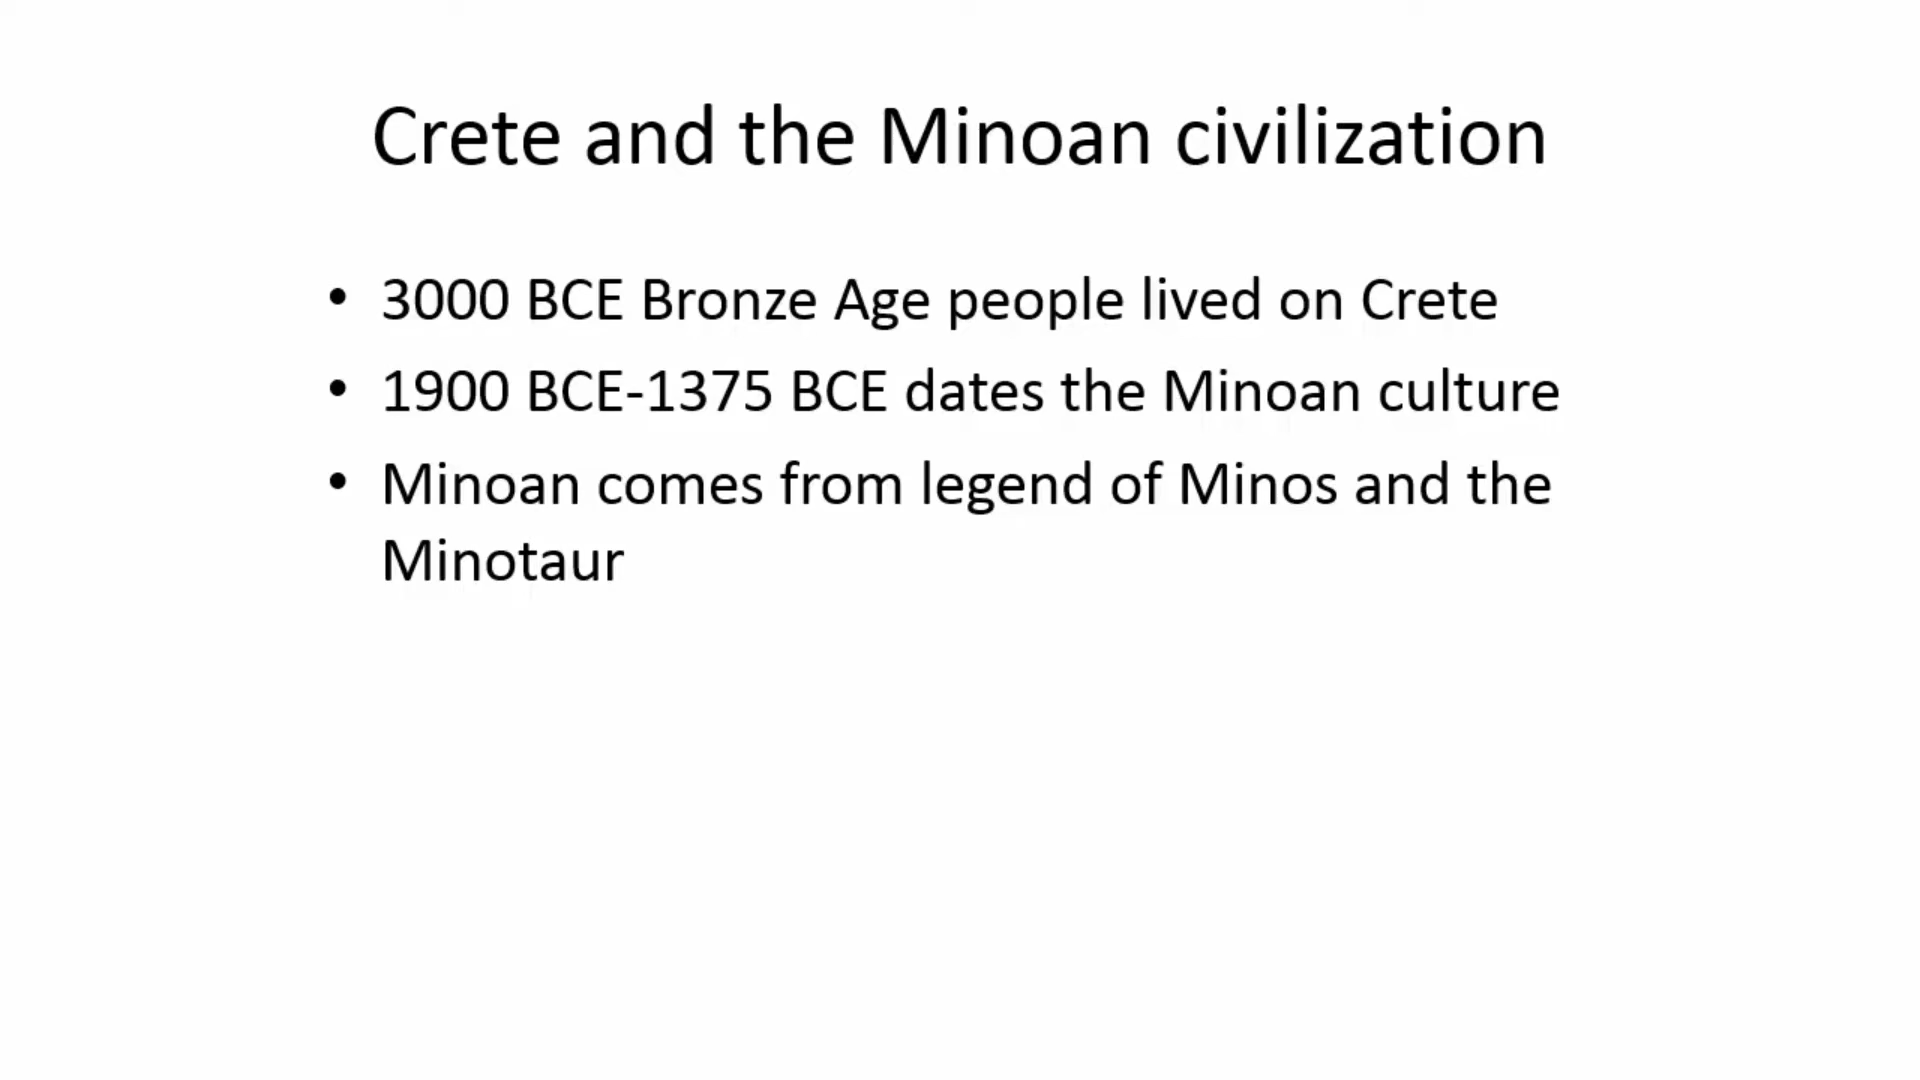 Crete and the Minoan civilization
• 3000 BCE Bronze Age people lived on Crete
• 1900 BCE-1375 BCE dates the Minoan culture
• Minoan comes from legend of Minos and the
Minotaur